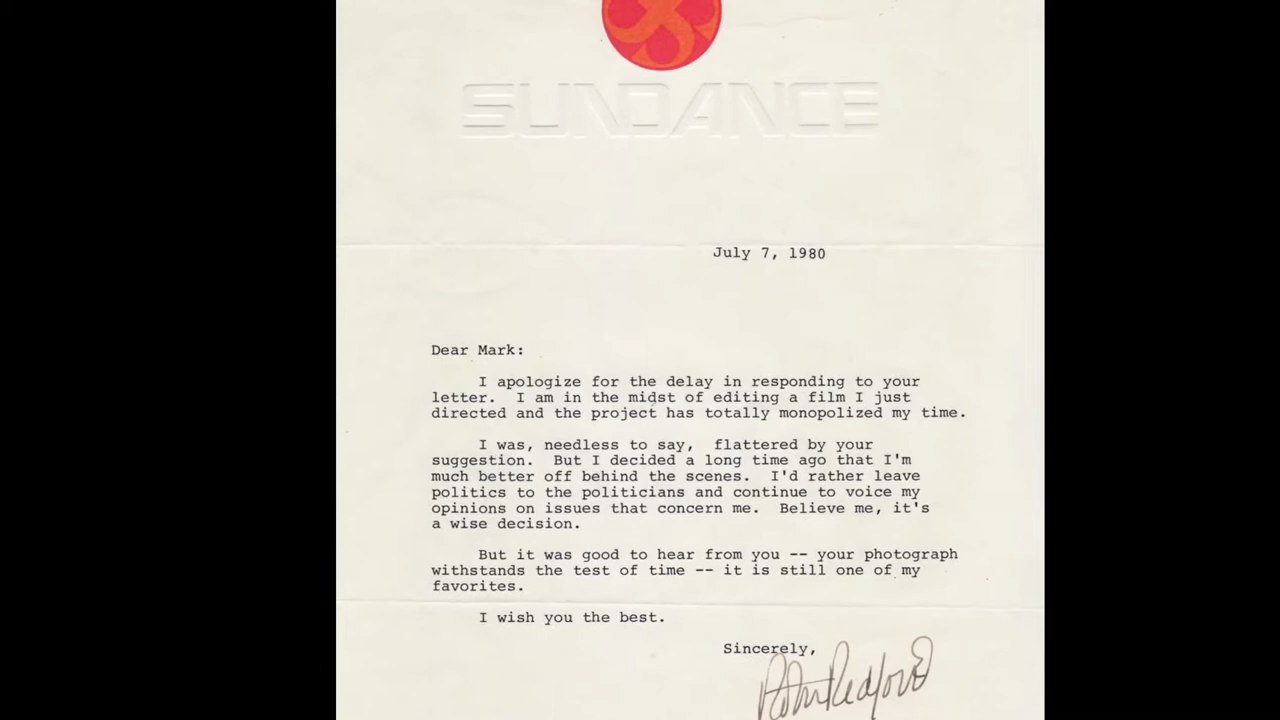 SUNDANCE
July 7, 1980
Dear Mark:
I apologize for the delay in responding to your
letter.  I am in the midst of editing a film I just
directed and the project has totally monopolized my time.
I was, needless to say,  flattered by your
suggestion.  But I decided a long time ago that I'm
much better off behind the scenes.  I'd rather leave
politics to the politicians and continue to voice my
opinions on issues that concern me.  Believe me, it's
a wise decision.
But it was good to hear from you -- your photograph
withstands the test of time -- it is still one of my
favorites.
I wish you the best.
Sincerely,
Robert Redford